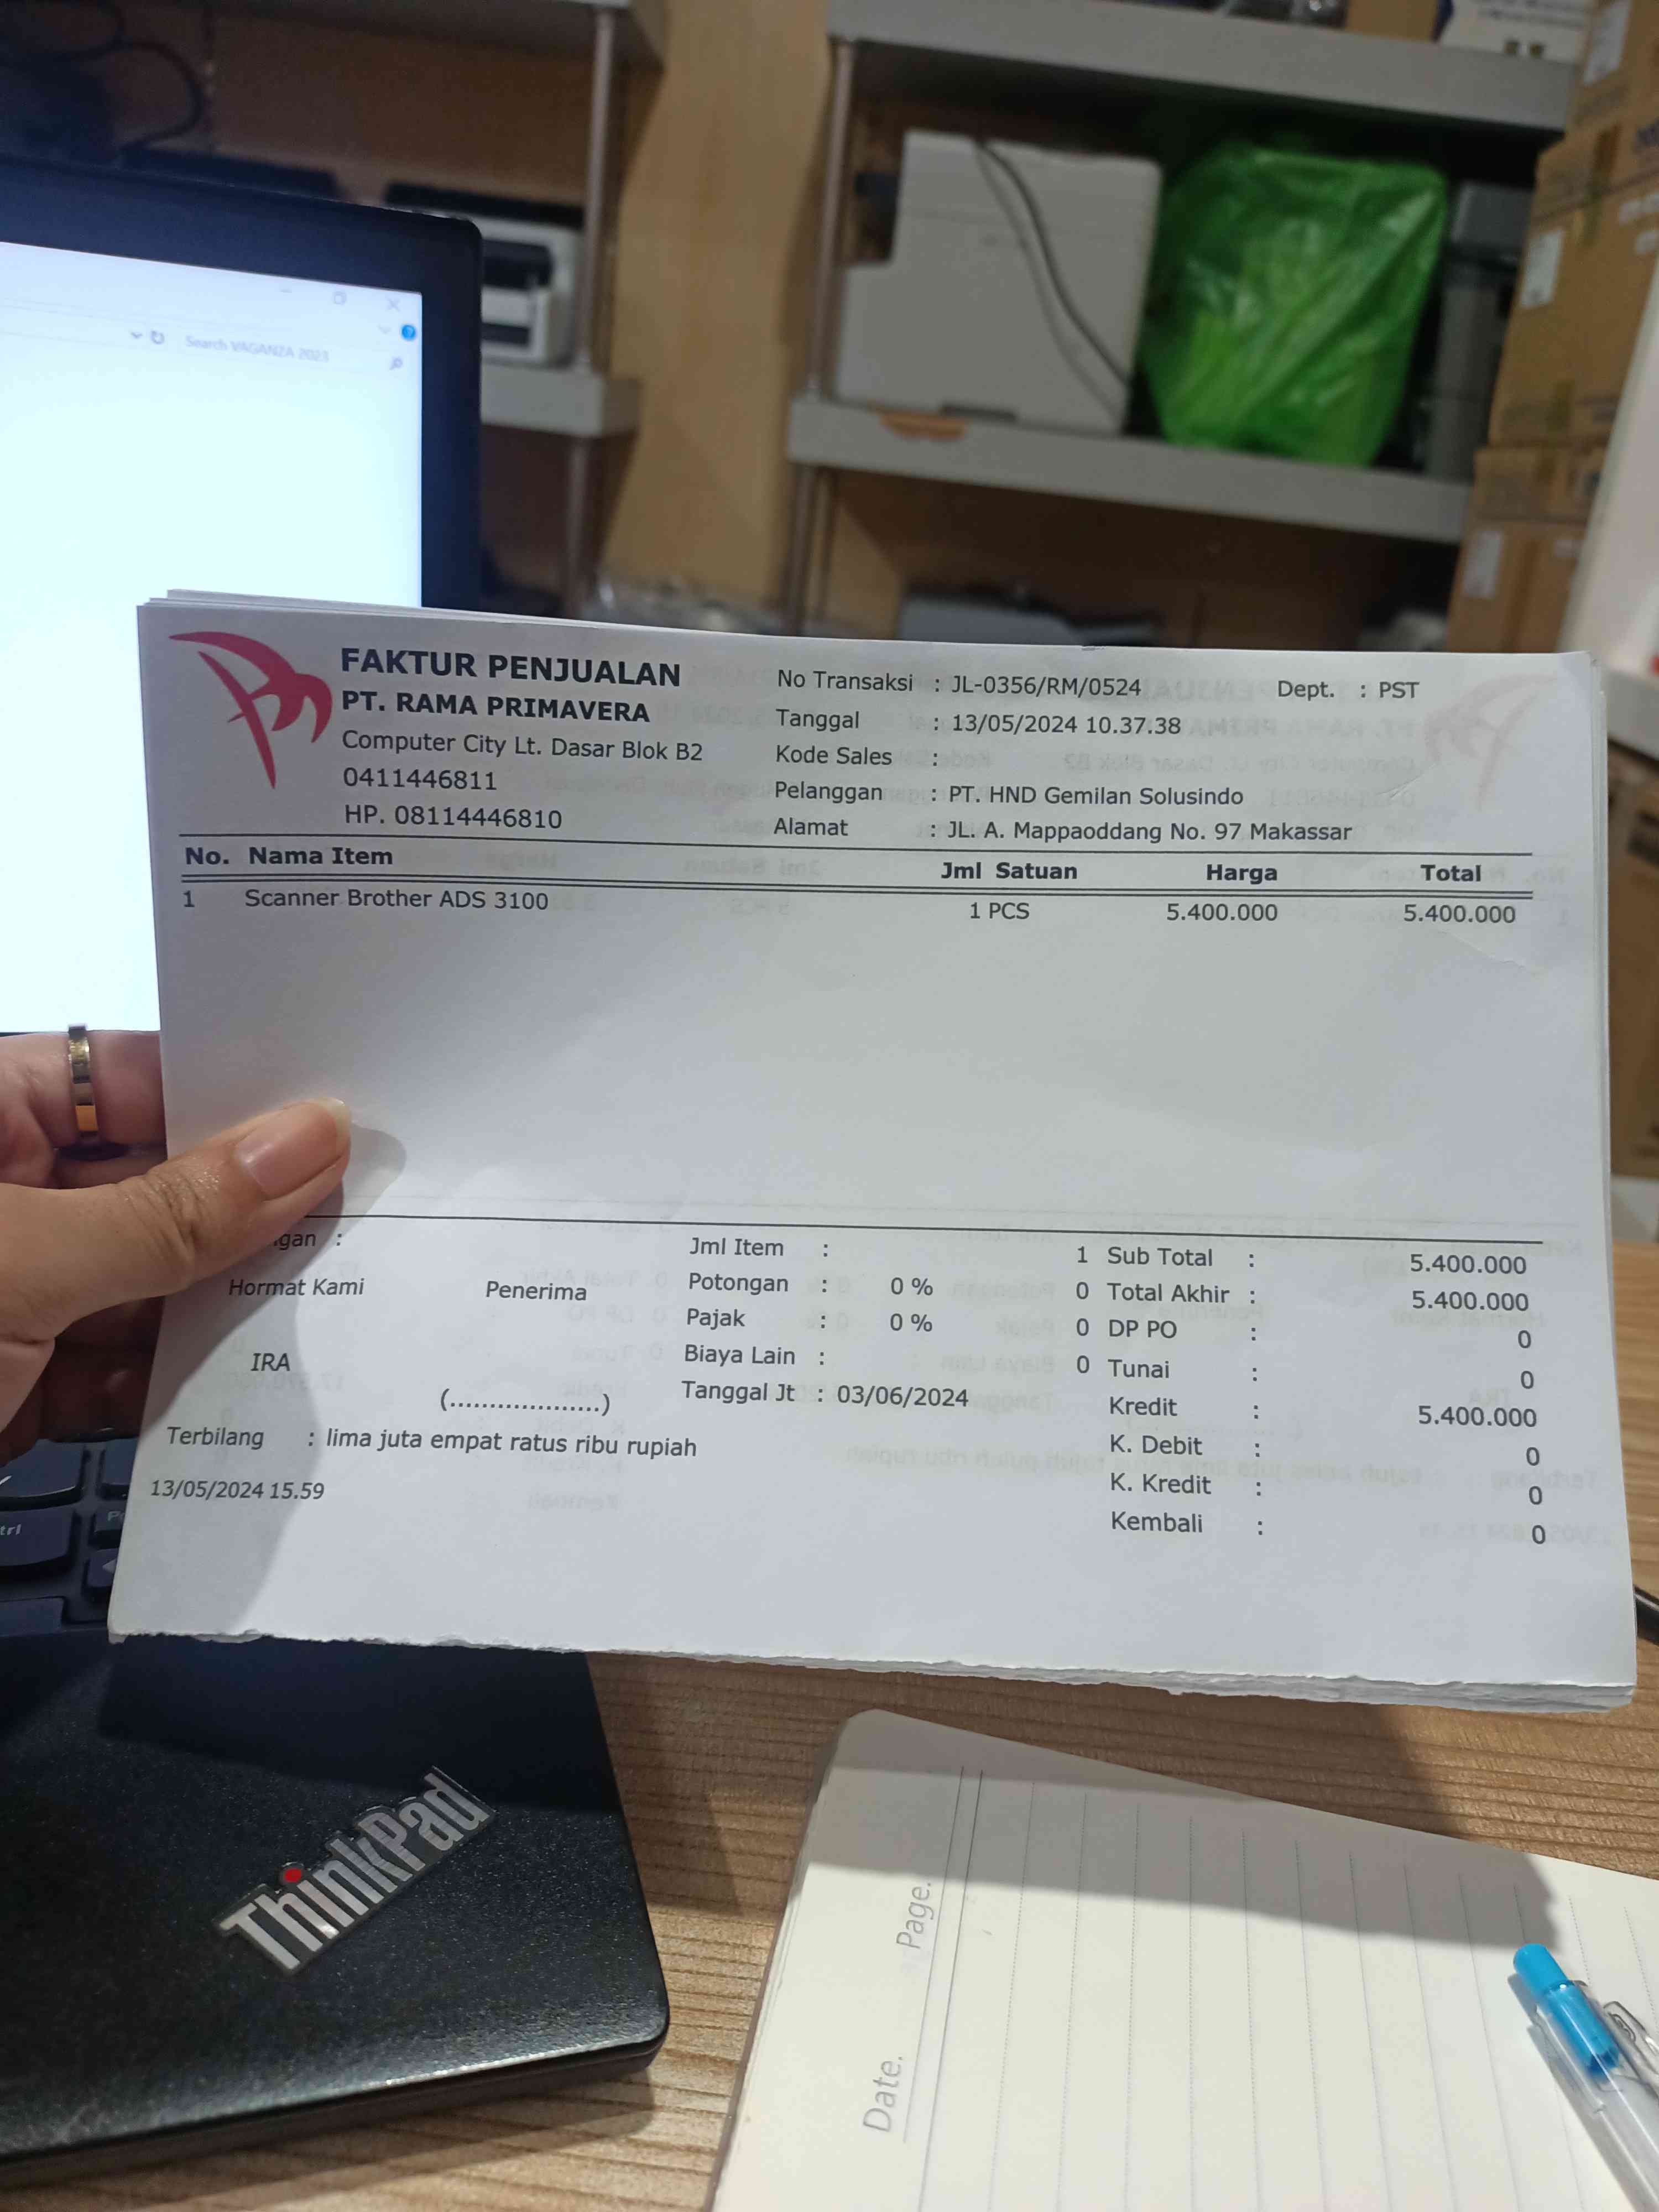 Search VAGANZA 2023
FAKTUR PENJUALAN
PT. RAMA PRIMAVERA
Computer City Lt. Dasar Blok B2
0411446811
HP. 08114446810
No Transaksi : JL-0356/RM/0524 Dept. : PST
Tanggal : 13/05/2024 10.37.38
Kode Sales :
Pelanggan : PT. HND Gemilan Solusindo
Alamat : JL. A. Mappaoddang No. 97 Makassar
No. Nama Item Jml Satuan Harga Total
1 Scanner Brother ADS 3100 1 PCS 5.400.000 5.400.000
gan :
Hormat Kami Penerima
IRA
(...................)
Terbilang : lima juta empat ratus ribu rupiah
13/05/2024 15.59
Jml Item : 1
Potongan : 0 % 0
Pajak : 0 % 0
Biaya Lain : 0
Tanggal Jt : 03/06/2024
Sub Total : 5.400.000
Total Akhir : 5.400.000
DP PO : 0
Tunai : 0
Kredit : 5.400.000
K. Debit : 0
K. Kredit : 0
Kembali : 0
ctrl
ThinkPad
Date. Page.